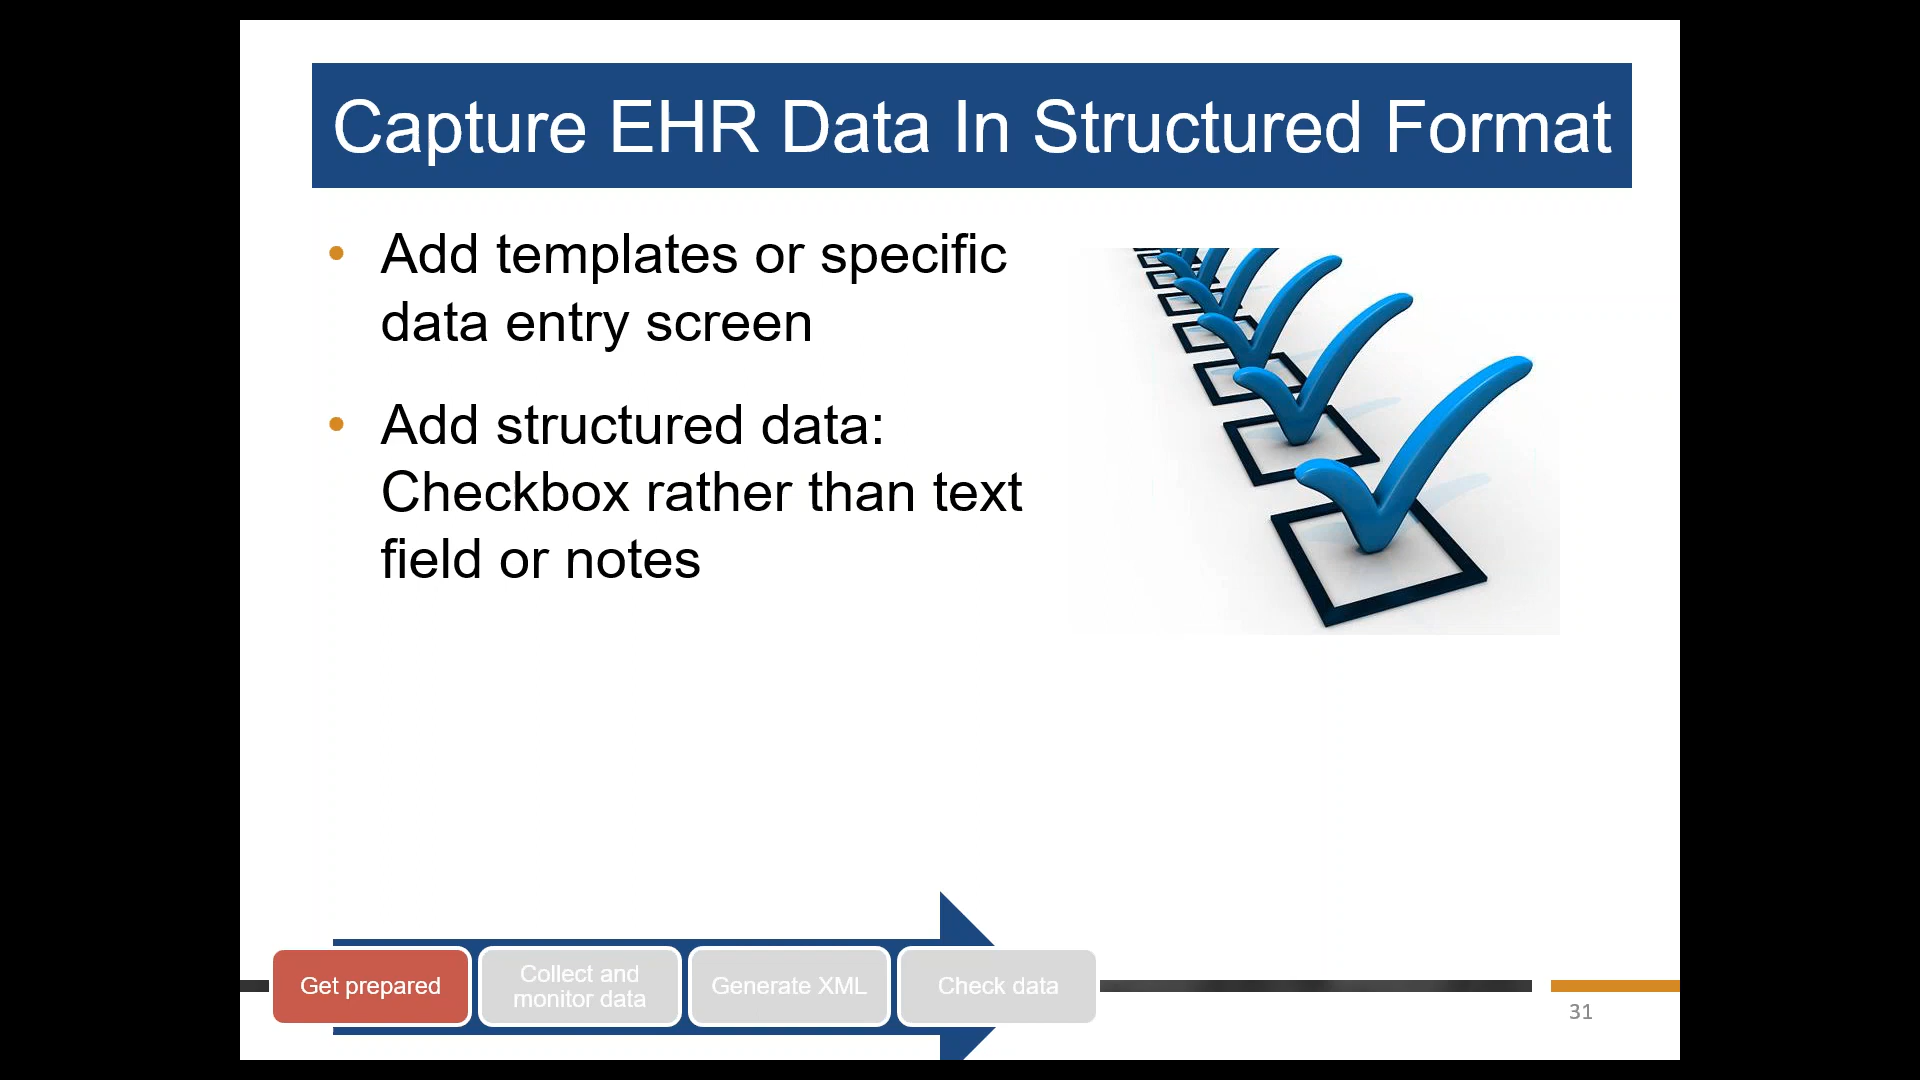 Capture EHR Data In Structured Format
• Add templates or specific
data entry screen
• Add structured data:
Checkbox rather than text
field or notes
Get prepared
Collect and
monitor data
Generate XML
Check data
31